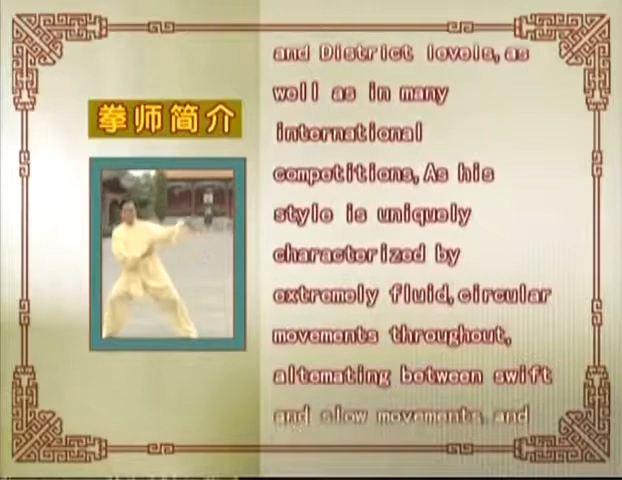 拳师简介
and District levels,as
well as in many
international
competitions,As his
style is uniquely
characterized by
extremely fluid,circular
movements throughout,
altemating between swift
and slow movements and